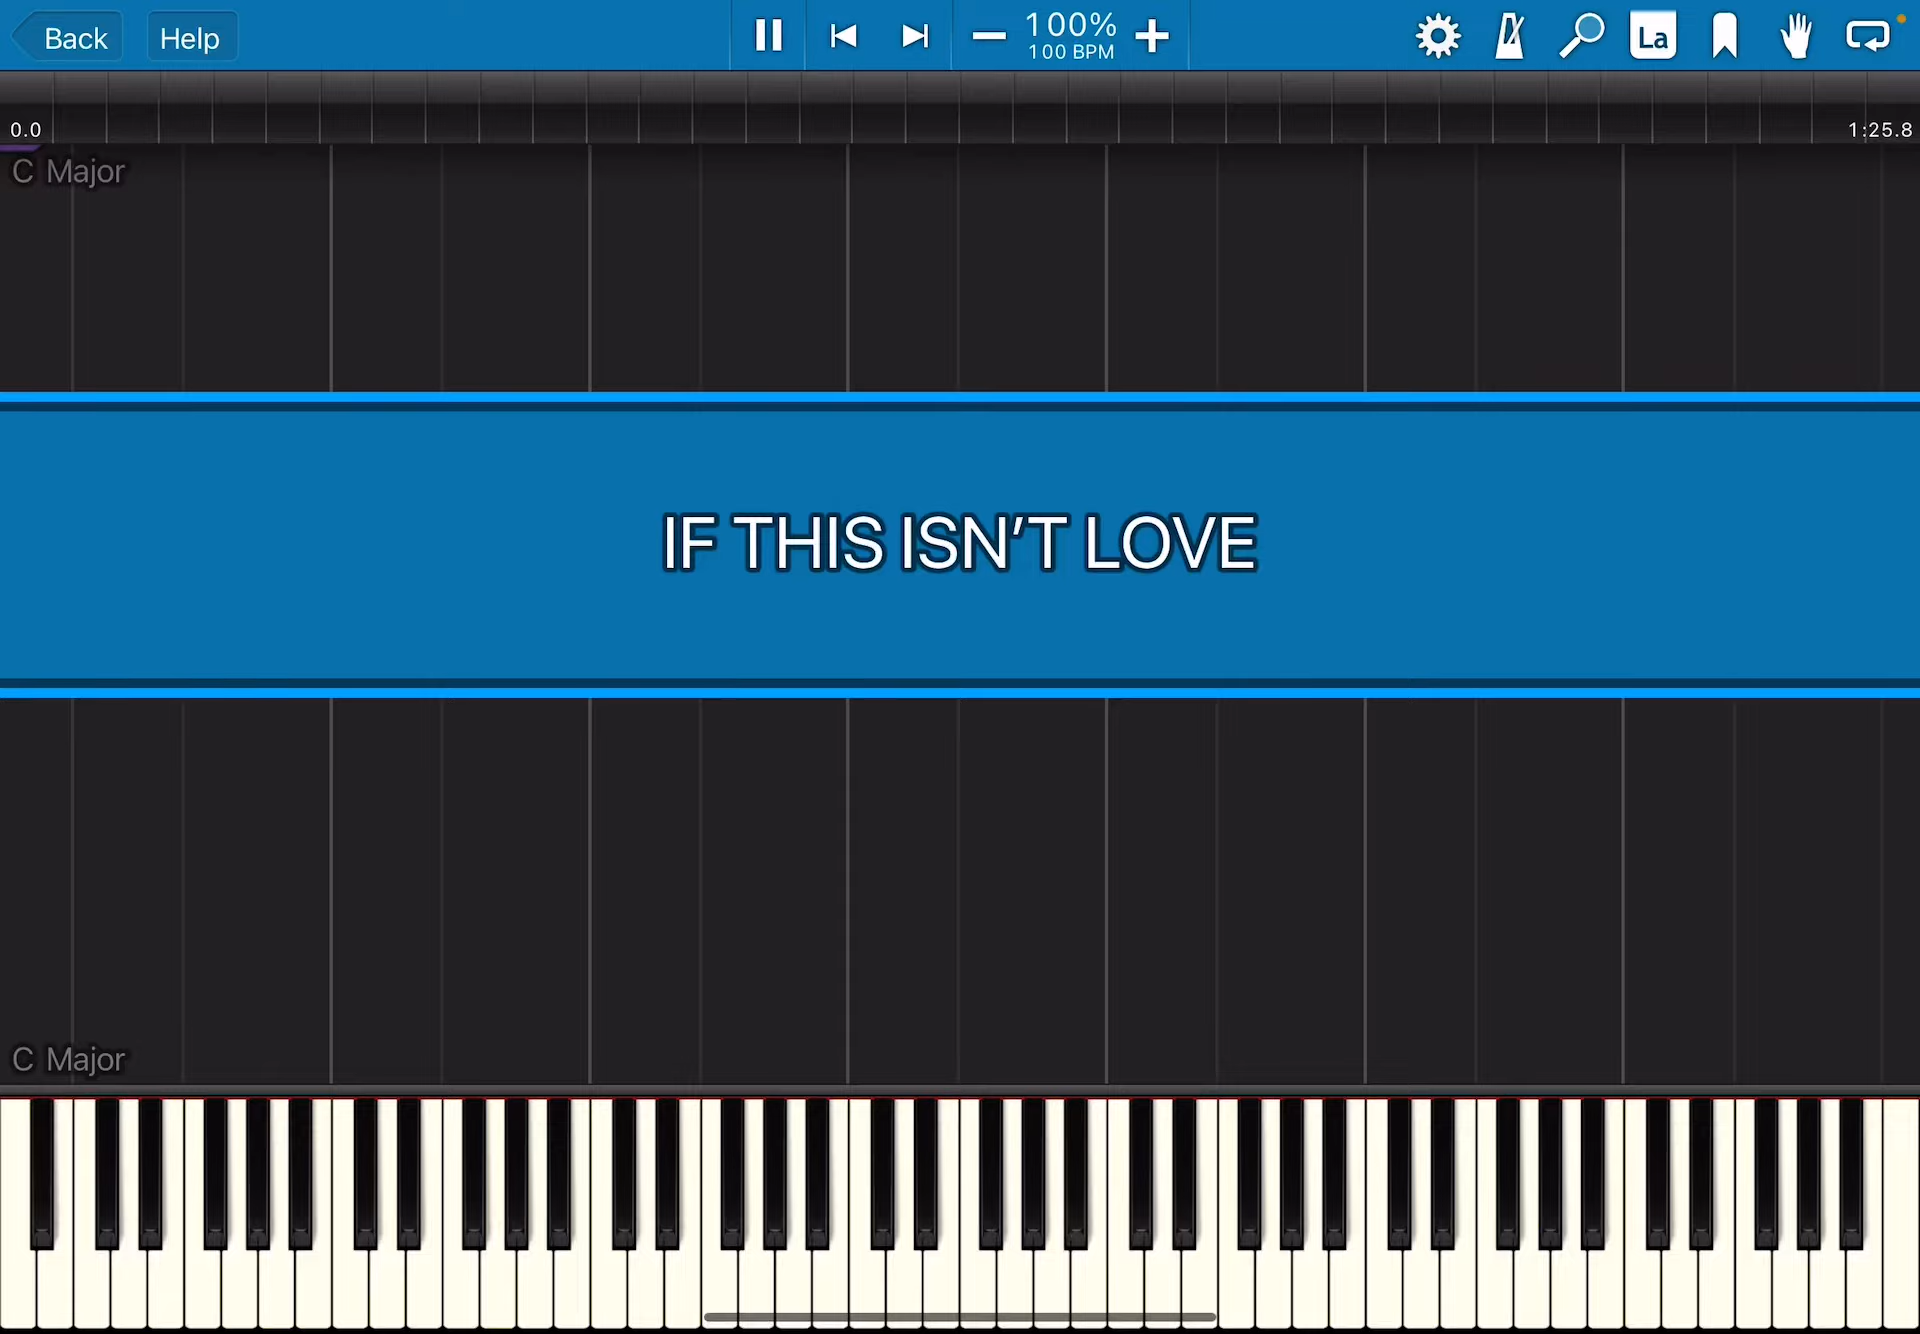 Back
Help
100%
100 BPM
La
0.0
1:25.8
C Major
IF THIS ISN’T LOVE
C Major